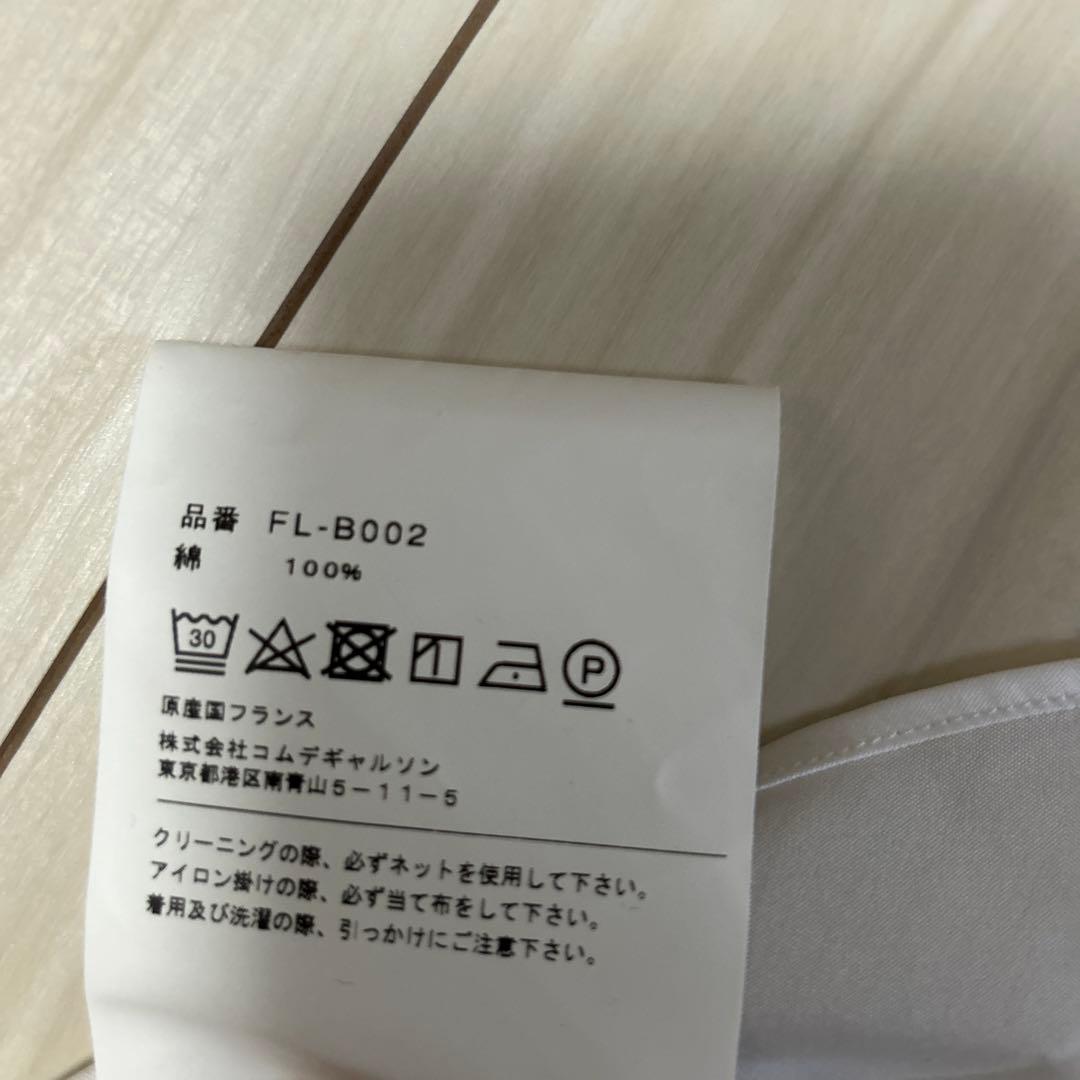 品番 FL-B002
綿 100%
30 P
原産国フランス
株式会社コムデギャルソン
東京都港区南青山5-11-5
クリーニングの際、必ずネットを使用して下さい。
アイロン掛けの際、必ず当て布をして下さい。
着用及び洗濯の際、引っかけにご注意下さい。